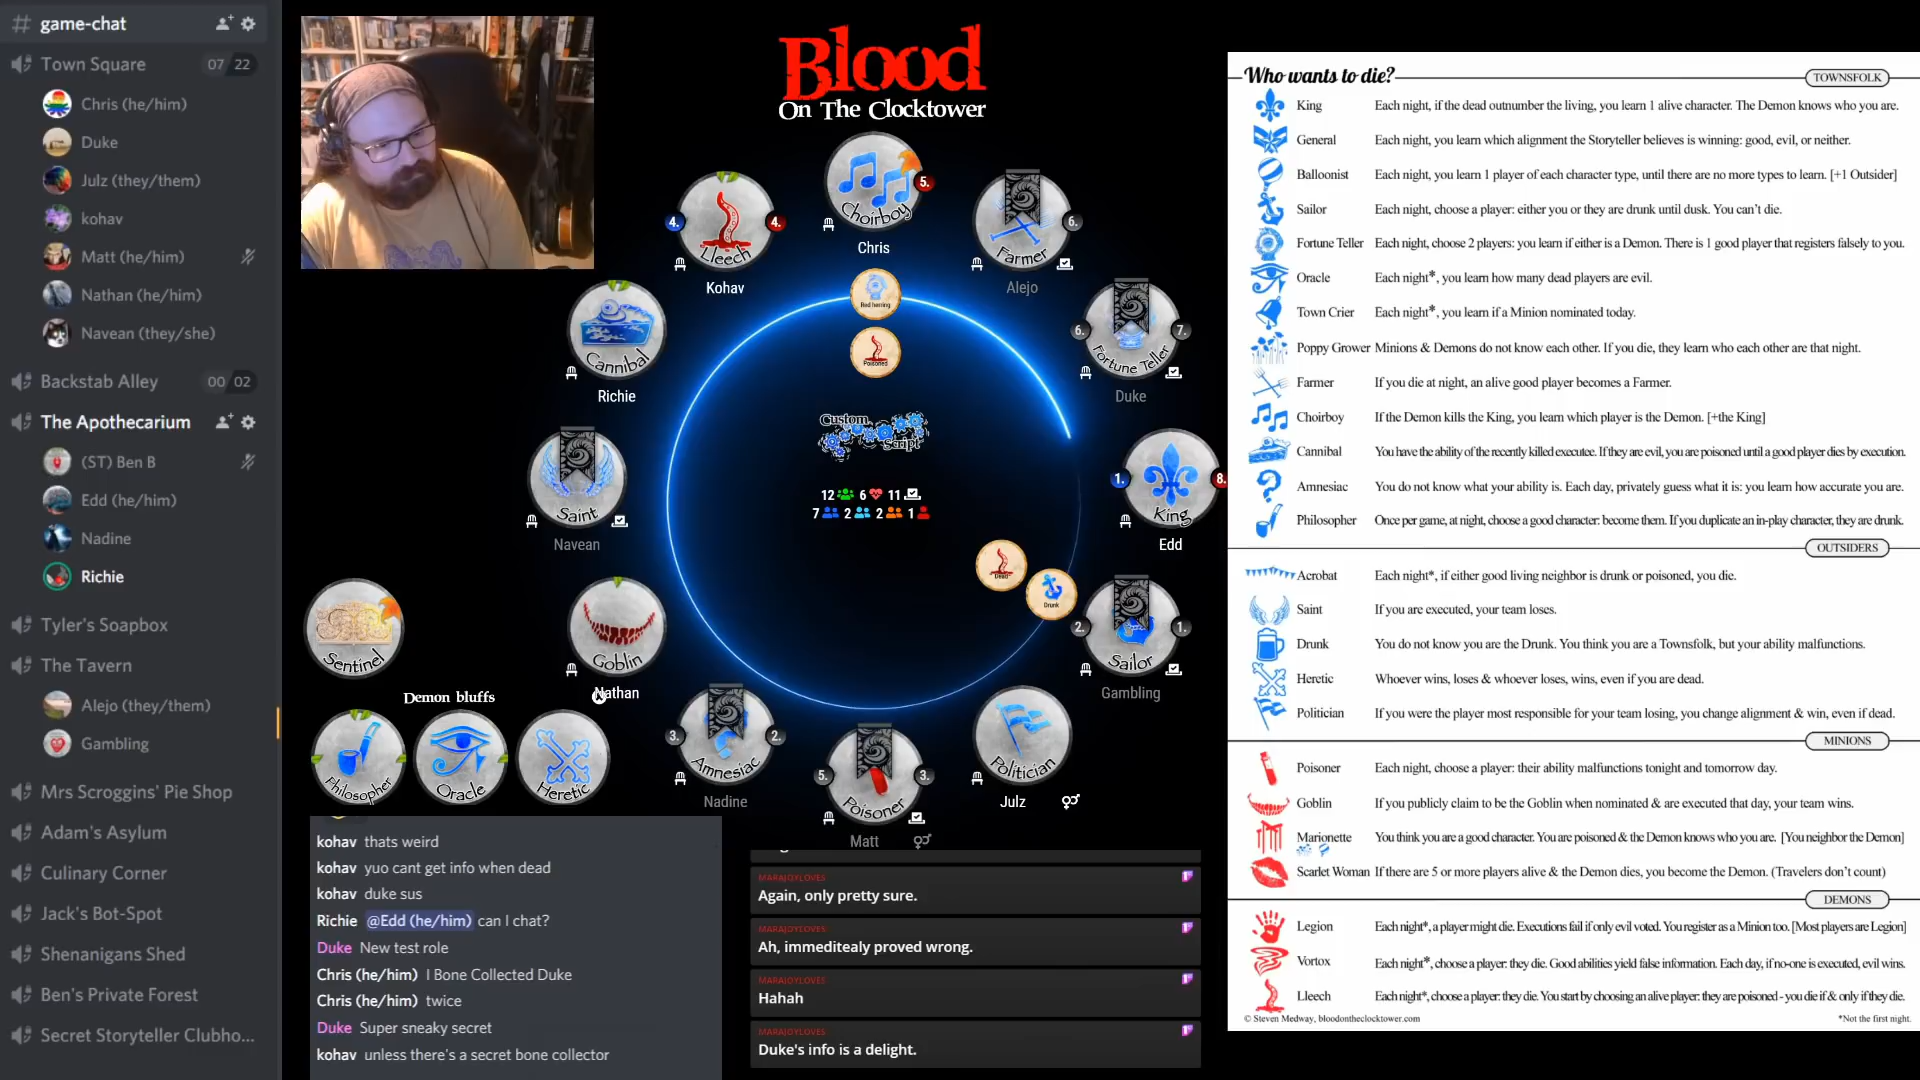 game-chat
Town Square 07 22
Chris (he/him)
Duke
Julz (they/them)
kohav
Matt (he/him)
Nathan (he/him)
Navean (they/she)
Backstab Alley 00 02
The Apothecarium
(ST) Ben B
Edd (he/him)
Nadine
Richie
Tyler's Soapbox
The Tavern
Alejo (they/them)
Gambling
Mrs Scroggins' Pie Shop
Adam's Asylum
Culinary Corner
Jack's Bot-Spot
Shenanigans Shed
Ben's Private Forest
Secret Storyteller Clubho...
Blood
On The Clocktower
Choirboy
5.
Chris
Lleech
4. 4.
Kohav
Farmer
6.
Alejo
Cannibal
Richie
Fortune Teller
6. 7.
Duke
Red herring
Poisoned
Saint
Navean
Custom Script
12 6 11
7 2 2 1
King
1. 8.
Edd
Dead
Drunk
Sentinel
Goblin
Nathan
Sailor
2. 1.
Gambling
Demon bluffs
Philosopher
Oracle
Heretic
Amnesiac
3. 2.
Nadine
Poisoner
5. 3.
Matt
Politician
Julz
kohav thats weird
kohav yuo cant get info when dead
kohav duke sus
Richie @Edd (he/him) can I chat?
Duke New test role
Chris (he/him) I Bone Collected Duke
Chris (he/him) twice
Duke Super sneaky secret
kohav unless there's a secret bone collector
MARAJOYLOVES
Again, only pretty sure.
MARAJOYLOVES
Ah, immeditealy proved wrong.
MARAJOYLOVES
Hahah
MARAJOYLOVES
Duke's info is a delight.
Who wants to die? TOWNSFOLK
King Each night, if the dead outnumber the living, you learn 1 alive character. The Demon knows who you are.
General Each night, you learn which alignment the Storyteller believes is winning: good, evil, or neither.
Balloonist Each night, you learn 1 player of each character type, until there are no more types to learn. [+1 Outsider]
Sailor Each night, choose a player: either you or they are drunk until dusk. You can't die.
Fortune Teller Each night, choose 2 players: you learn if either is a Demon. There is 1 good player that registers falsely to you.
Oracle Each night*, you learn how many dead players are evil.
Town Crier Each night*, you learn if a Minion nominated today.
Poppy Grower Minions & Demons do not know each other. If you die, they learn who each other are that night.
Farmer If you die at night, an alive good player becomes a Farmer.
Choirboy If the Demon kills the King, you learn which player is the Demon. [+the King]
Cannibal You have the ability of the recently killed executee. If they are evil, you are poisoned until a good player dies by execution.
Amnesiac You do not know what your ability is. Each day, privately guess what it is: you learn how accurate you are.
Philosopher Once per game, at night, choose a good character: become them. If you duplicate an in-play character, they are drunk.
OUTSIDERS
Acrobat Each night*, if either good living neighbor is drunk or poisoned, you die.
Saint If you are executed, your team loses.
Drunk You do not know you are the Drunk. You think you are a Townsfolk, but your ability malfunctions.
Heretic Whoever wins, loses & whoever loses, wins, even if you are dead.
Politician If you were the player most responsible for your team losing, you change alignment & win, even if dead.
MINIONS
Poisoner Each night, choose a player: their ability malfunctions tonight and tomorrow day.
Goblin If you publicly claim to be the Goblin when nominated & are executed that day, your team wins.
Marionette You think you are a good character. You are poisoned & the Demon knows who you are. [You neighbor the Demon]
Scarlet Woman If there are 5 or more players alive & the Demon dies, you become the Demon. (Travelers don't count)
DEMONS
Legion Each night*, a player might die. Executions fail if only evil voted. You register as a Minion too. [Most players are Legion]
Vortox Each night*, choose a player: they die. Good abilities yield false information. Each day, if no-one is executed, evil wins.
Lleech Each night*, choose a player: they die. You start by choosing an alive player: they are poisoned - you die if & only if they die.
© Steven Medway, bloodontheclocktower.com *Not the first night.